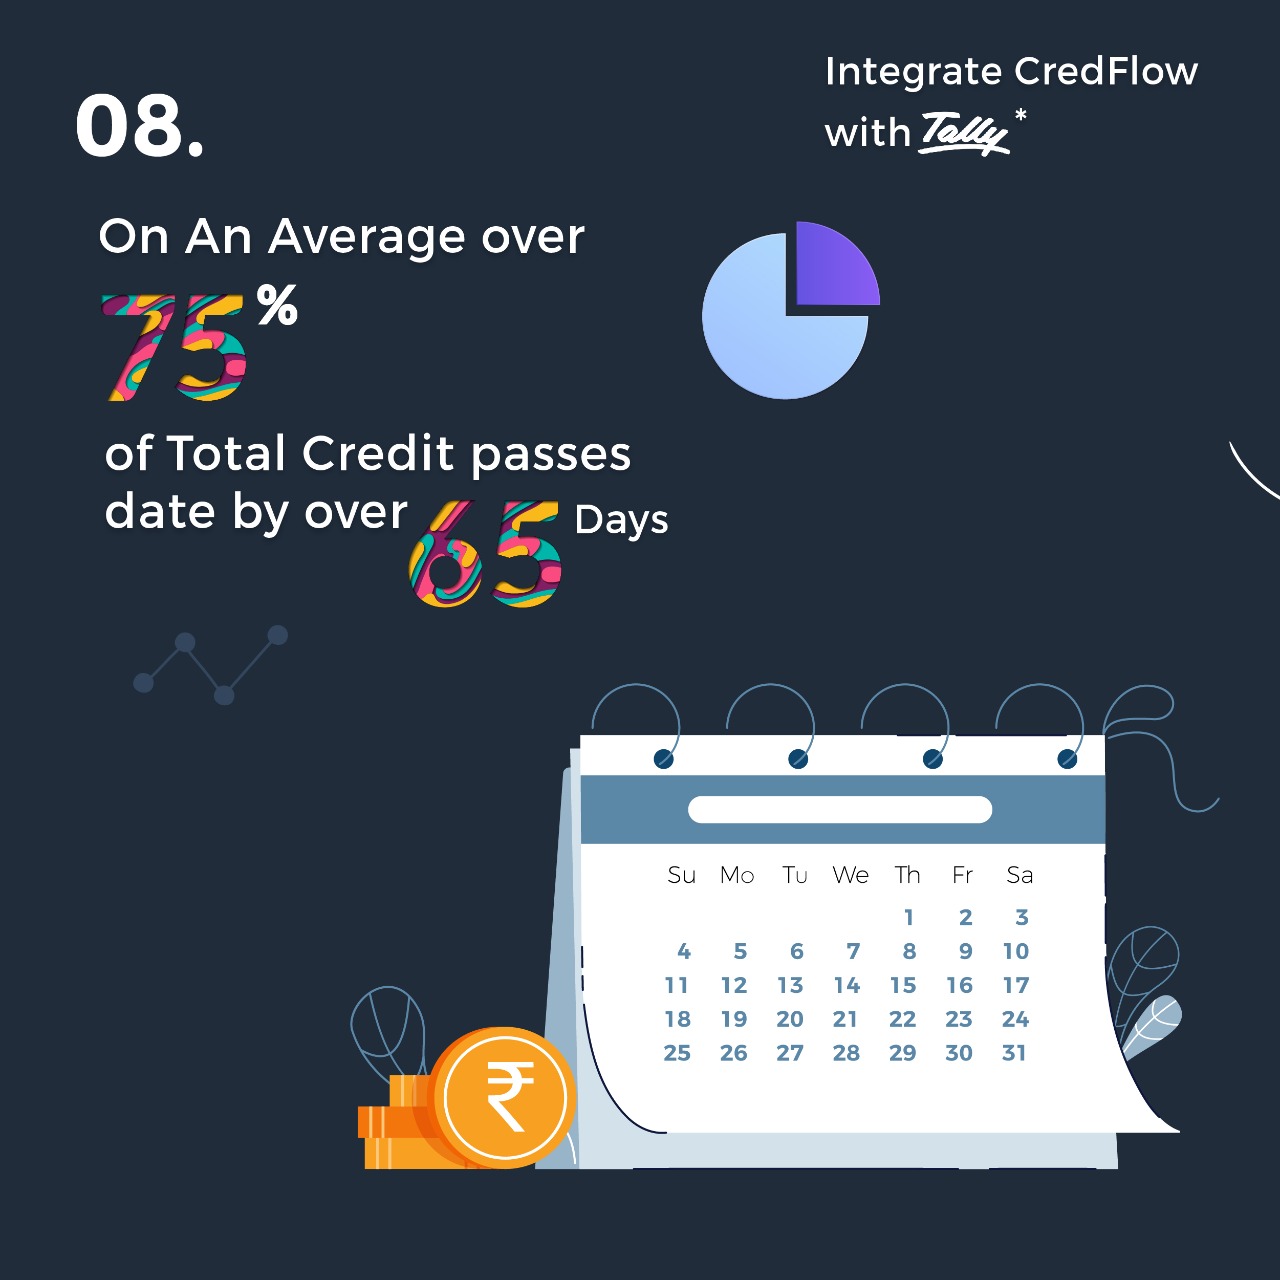 Integrate CredFlow
with Tally*
08.
On An Average over
75%
of Total Credit passes
date by over 65 Days
Su Mo Tu We Th Fr Sa
1 2 3
4 5 6 7 8 9 10
11 12 13 14 15 16 17
18 19 20 21 22 23 24
25 26 27 28 29 30 31
₹